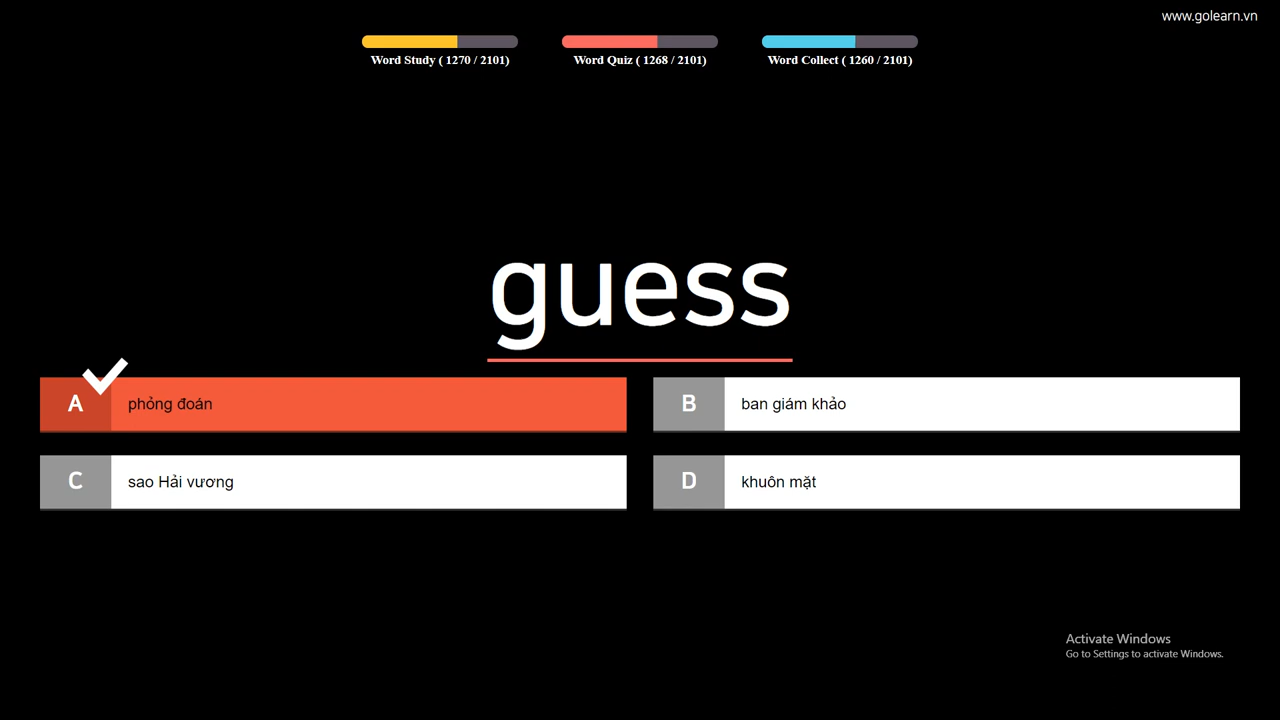 www.golearn.vn
Word Study ( 1270 / 2101)
Word Quiz ( 1268 / 2101)
Word Collect ( 1260 / 2101)
guess
A phỏng đoán
B ban giám khảo
C sao Hải vương
D khuôn mặt
Activate Windows
Go to Settings to activate Windows.